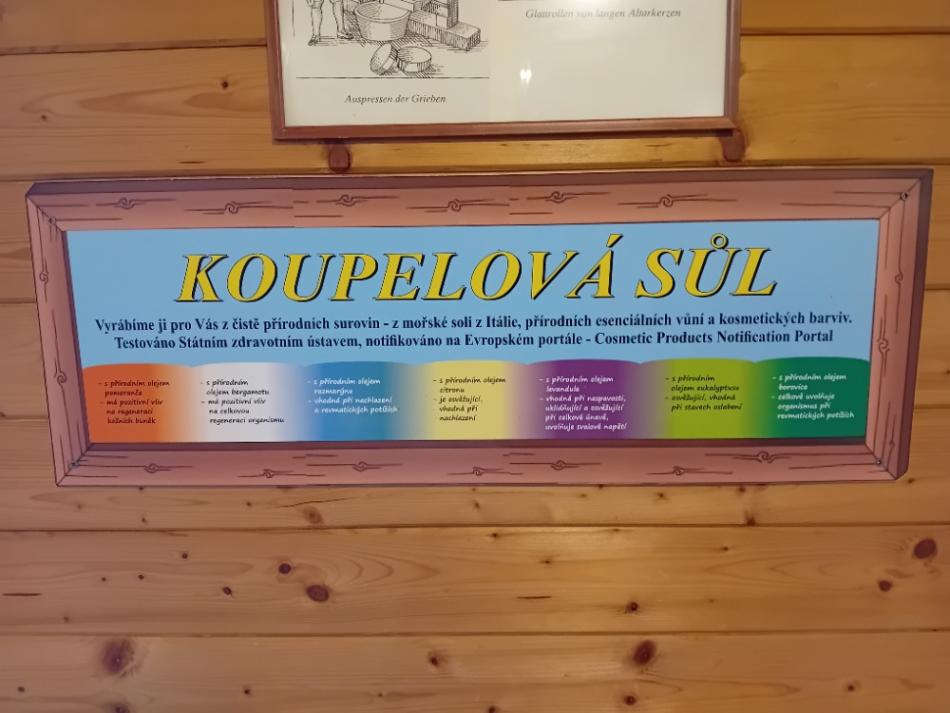 Glattrollen von langen Altarkerzen
Auspressen der Grieben
KOUPELOVÁ SŮL
Vyrábíme ji pro Vás z čistě přírodních surovin - z mořské soli z Itálie, přírodních esenciálních vůní a kosmetických barviv.
Testováno Státním zdravotním ústavem, notifikováno na Evropském portále - Cosmetic Products Notification Portal
- s přírodním olejem
pomeranče
- má pozitivní vliv
na regeneraci
kožních buněk
- s přírodním
olejem bergamotu
- má pozitivní vliv
na celkovou
regeneraci organismu
- s přírodním olejem
rozmarýnu
- vhodná při nachlazení
a revmatických potížích
- s přírodním olejem
citronu
- je osvěžující,
vhodná při
nachlazení
- s přírodním olejem
levandule
- vhodná při nespavosti,
uklidňující a osvěžující
při celkové únavě,
uvolňuje svalové napětí
- s přírodním
olejem eukalyptusu
- osvěžující, vhodná
při stavech oslabení
- s přírodním olejem
borovice
- celkově uvolňuje
organismus při
revmatických potížích